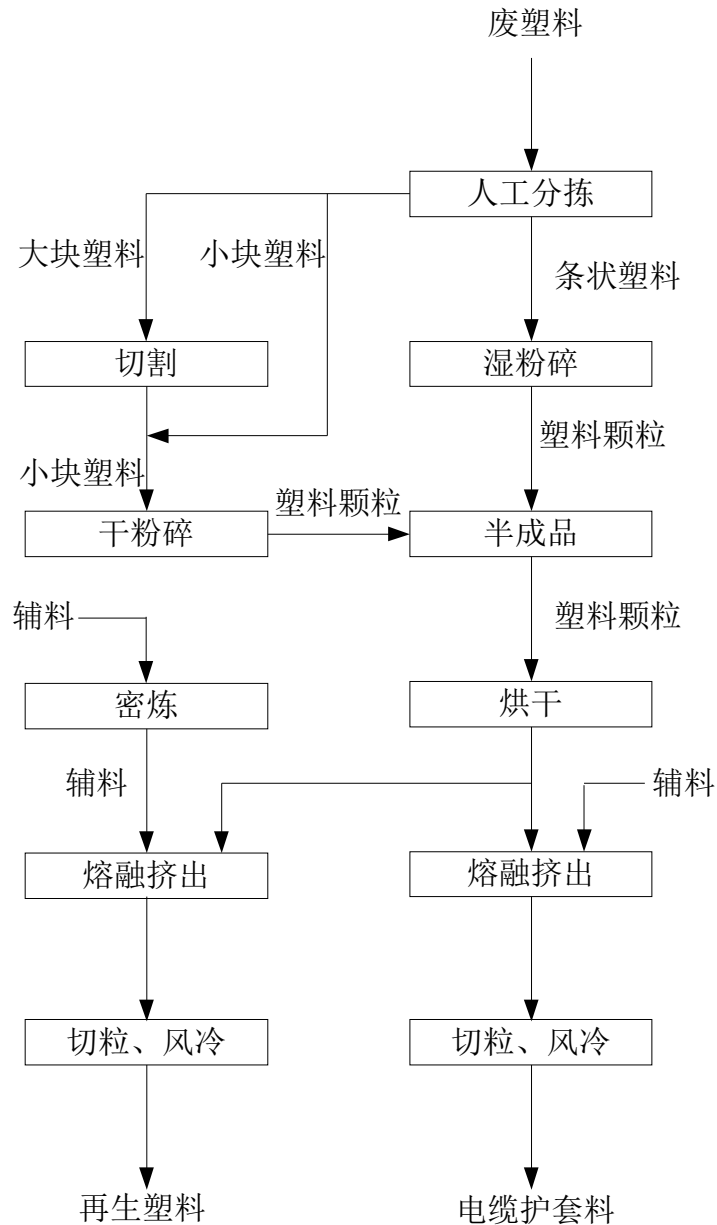 废塑料
人工分拣
大块塑料
小块塑料
条状塑料
切割
湿粉碎
塑料颗粒
小块塑料
塑料颗粒
干粉碎
半成品
辅料
塑料颗粒
密炼
烘干
辅料
辅料
熔融挤出
熔融挤出
切粒、风冷
切粒、风冷
再生塑料
电缆护套料